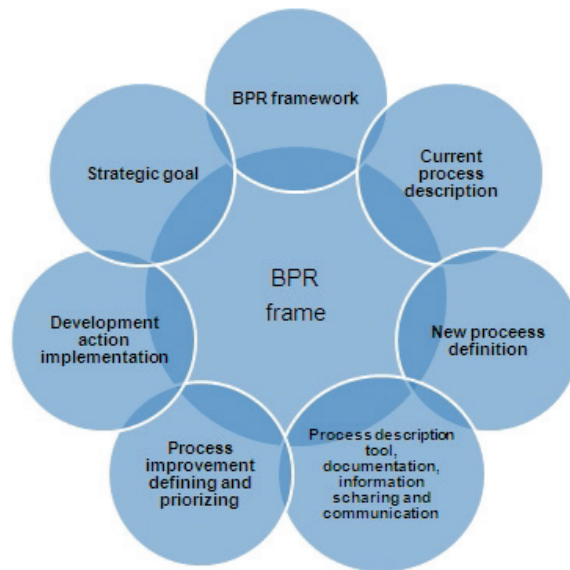 BPR framework
Current
process
description
New proceess
definition
Process description
tool,
documentation,
information
scharing and
communication
Process
improvement
defining and
priorizing
Development
action
implementation
Strategic goal
BPR
frame